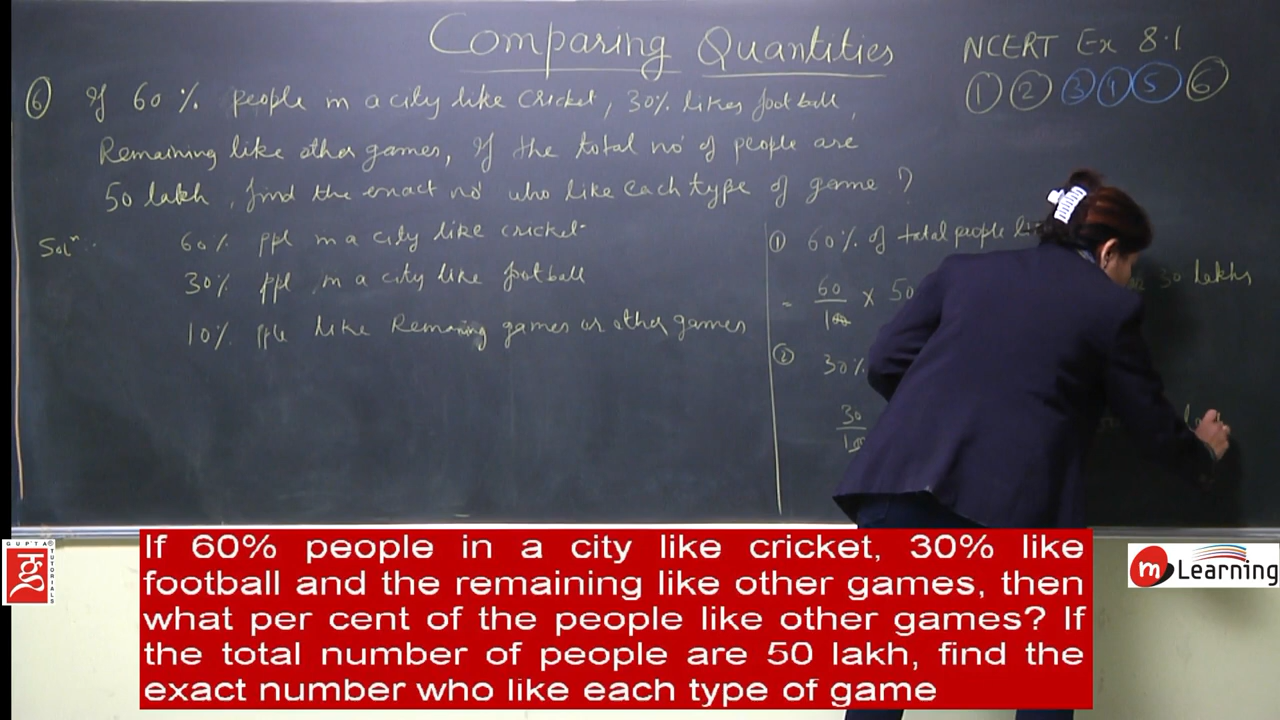 Comparing Quantities
NCERT Ex 8.1
① ② ③ ④ ⑤ ⑥
⑥ If 60% people in a city like cricket, 30% likes football,
Remaining like other games, If the total no of people are
50 lakh, find the exact no who like each type of game?
Solⁿ..
60% ppl in a city like cricket
30% ppl in a city like football
10% pple like Remaning games or other games
① 60% of total people
= 60/100 × 50
30 lakhs
② 30%
30/100
If 60% people in a city like cricket, 30% like
football and the remaining like other games, then
what per cent of the people like other games? If
the total number of people are 50 lakh, find the
exact number who like each type of game
GUPTA TUTORIALS
m Learning